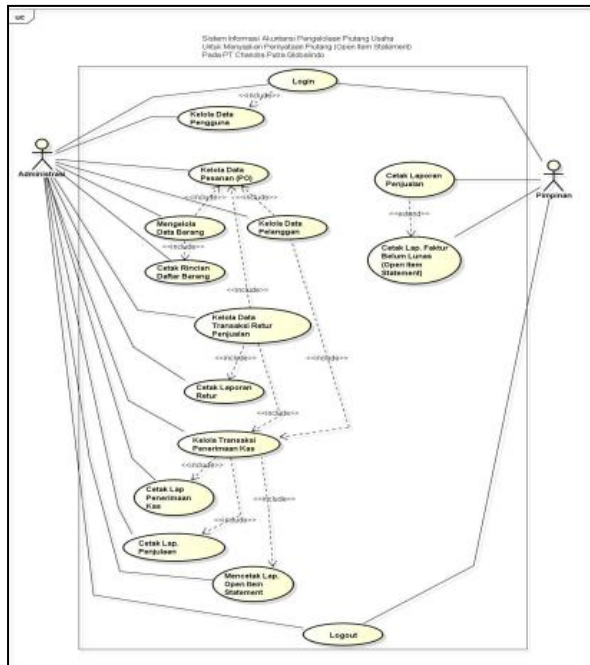 uc
Sistem Informasi Akuntansi Pengelolaan Piutang Usaha
Untuk Menyajikan Pernyataan Piutang (Open Item Statement)
Pada PT Chandra Putra Globalindo
Login
<<include>>
Kelola Data
Pengguna
Administrasi
Kelola Data
Pesanan (PO)
<<include>>
<<include>>
Mengelola
Data Barang
Kelola Data
Pelanggan
<<include>>
Cetak Rincian
Daftar Barang
Cetak Laporan
Penjualan
Pimpinan
<<extend>>
Cetak Lap. Faktur
Belum Lunas
(Open Item
Statement)
<<include>>
Kelola Data
Transaksi Retur
Penjualan
<<include>>
<<include>>
Cetak Laporan
Retur
<<include>>
Kelola Transaksi
Penerimaan Kas
<<include>>
Cetak Lap
Penerimaan
Kas
<<include>>
<<include>>
Cetak Lap.
Penjulaan
Mencetak Lap.
Open Item
Statement
Logout